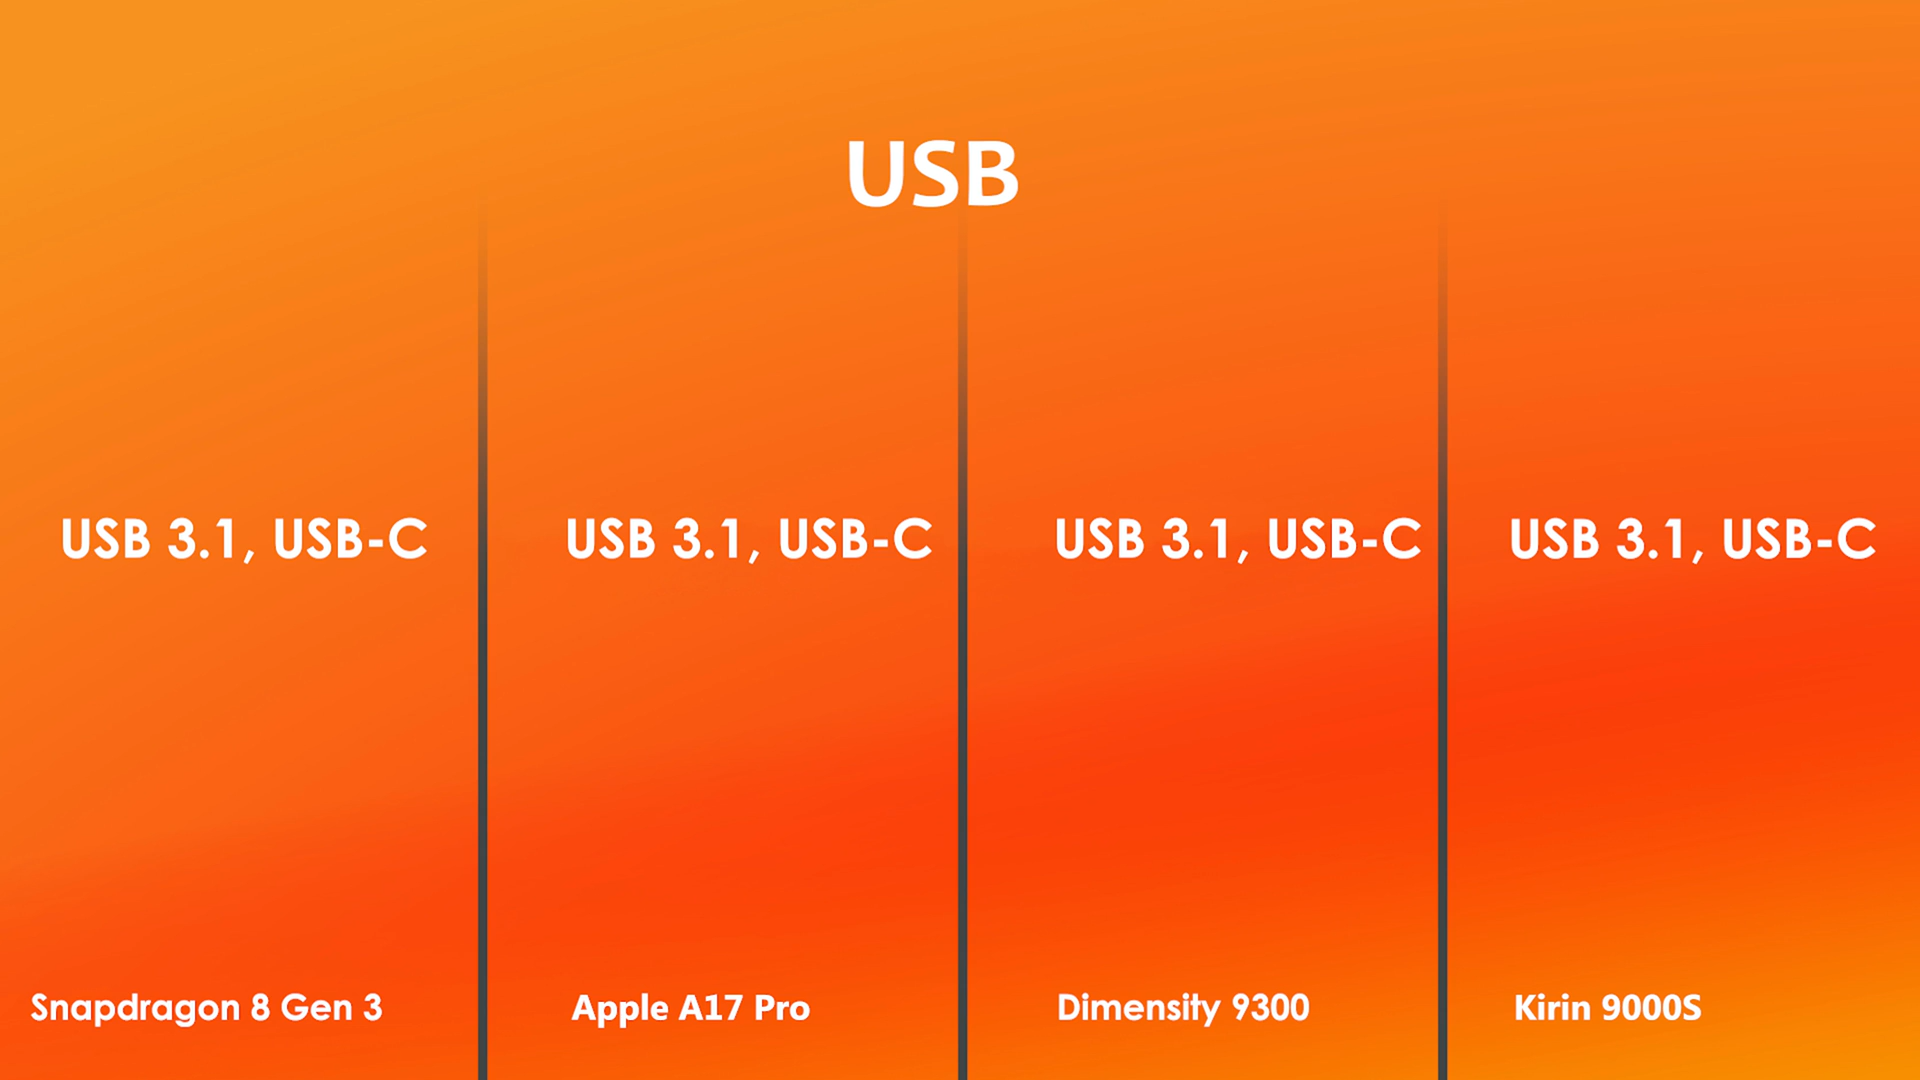 USB
USB 3.1, USB-C
USB 3.1, USB-C
USB 3.1, USB-C
USB 3.1, USB-C
Snapdragon 8 Gen 3
Apple A17 Pro
Dimensity 9300
Kirin 9000S